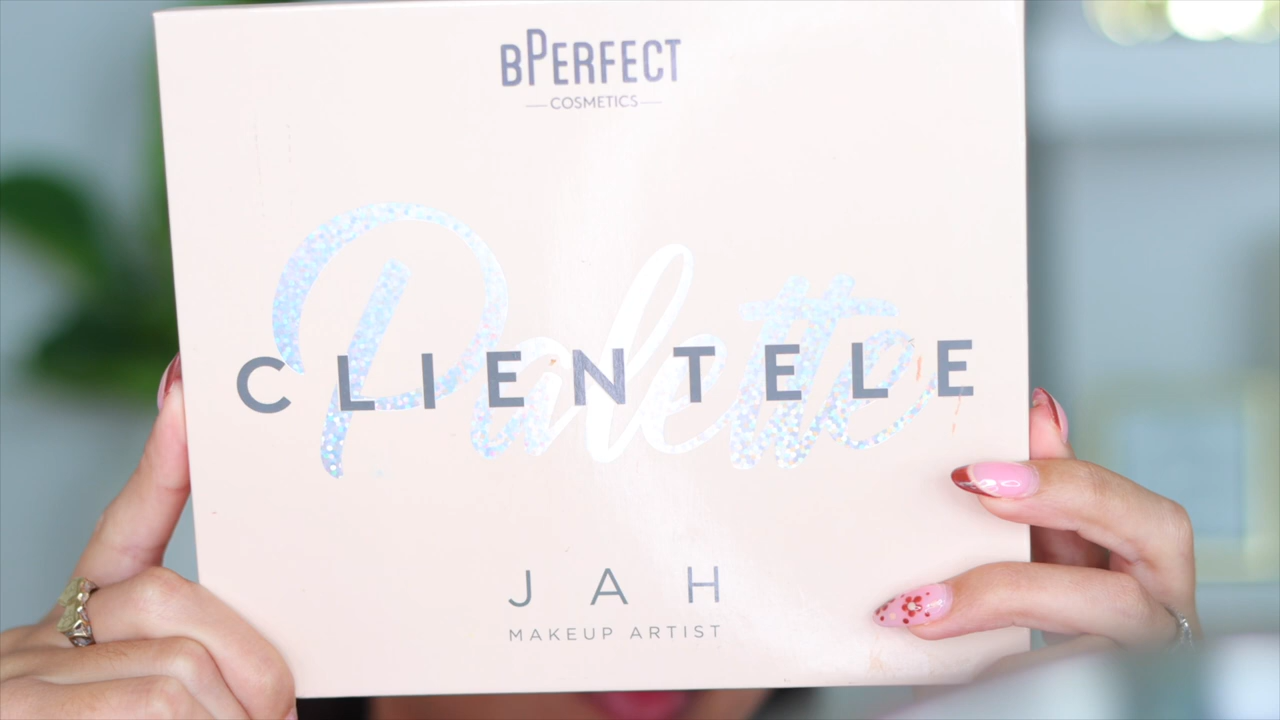 BPERFECT
COSMETICS
Palette
CLIENTELE
JAH
MAKEUP ARTIST